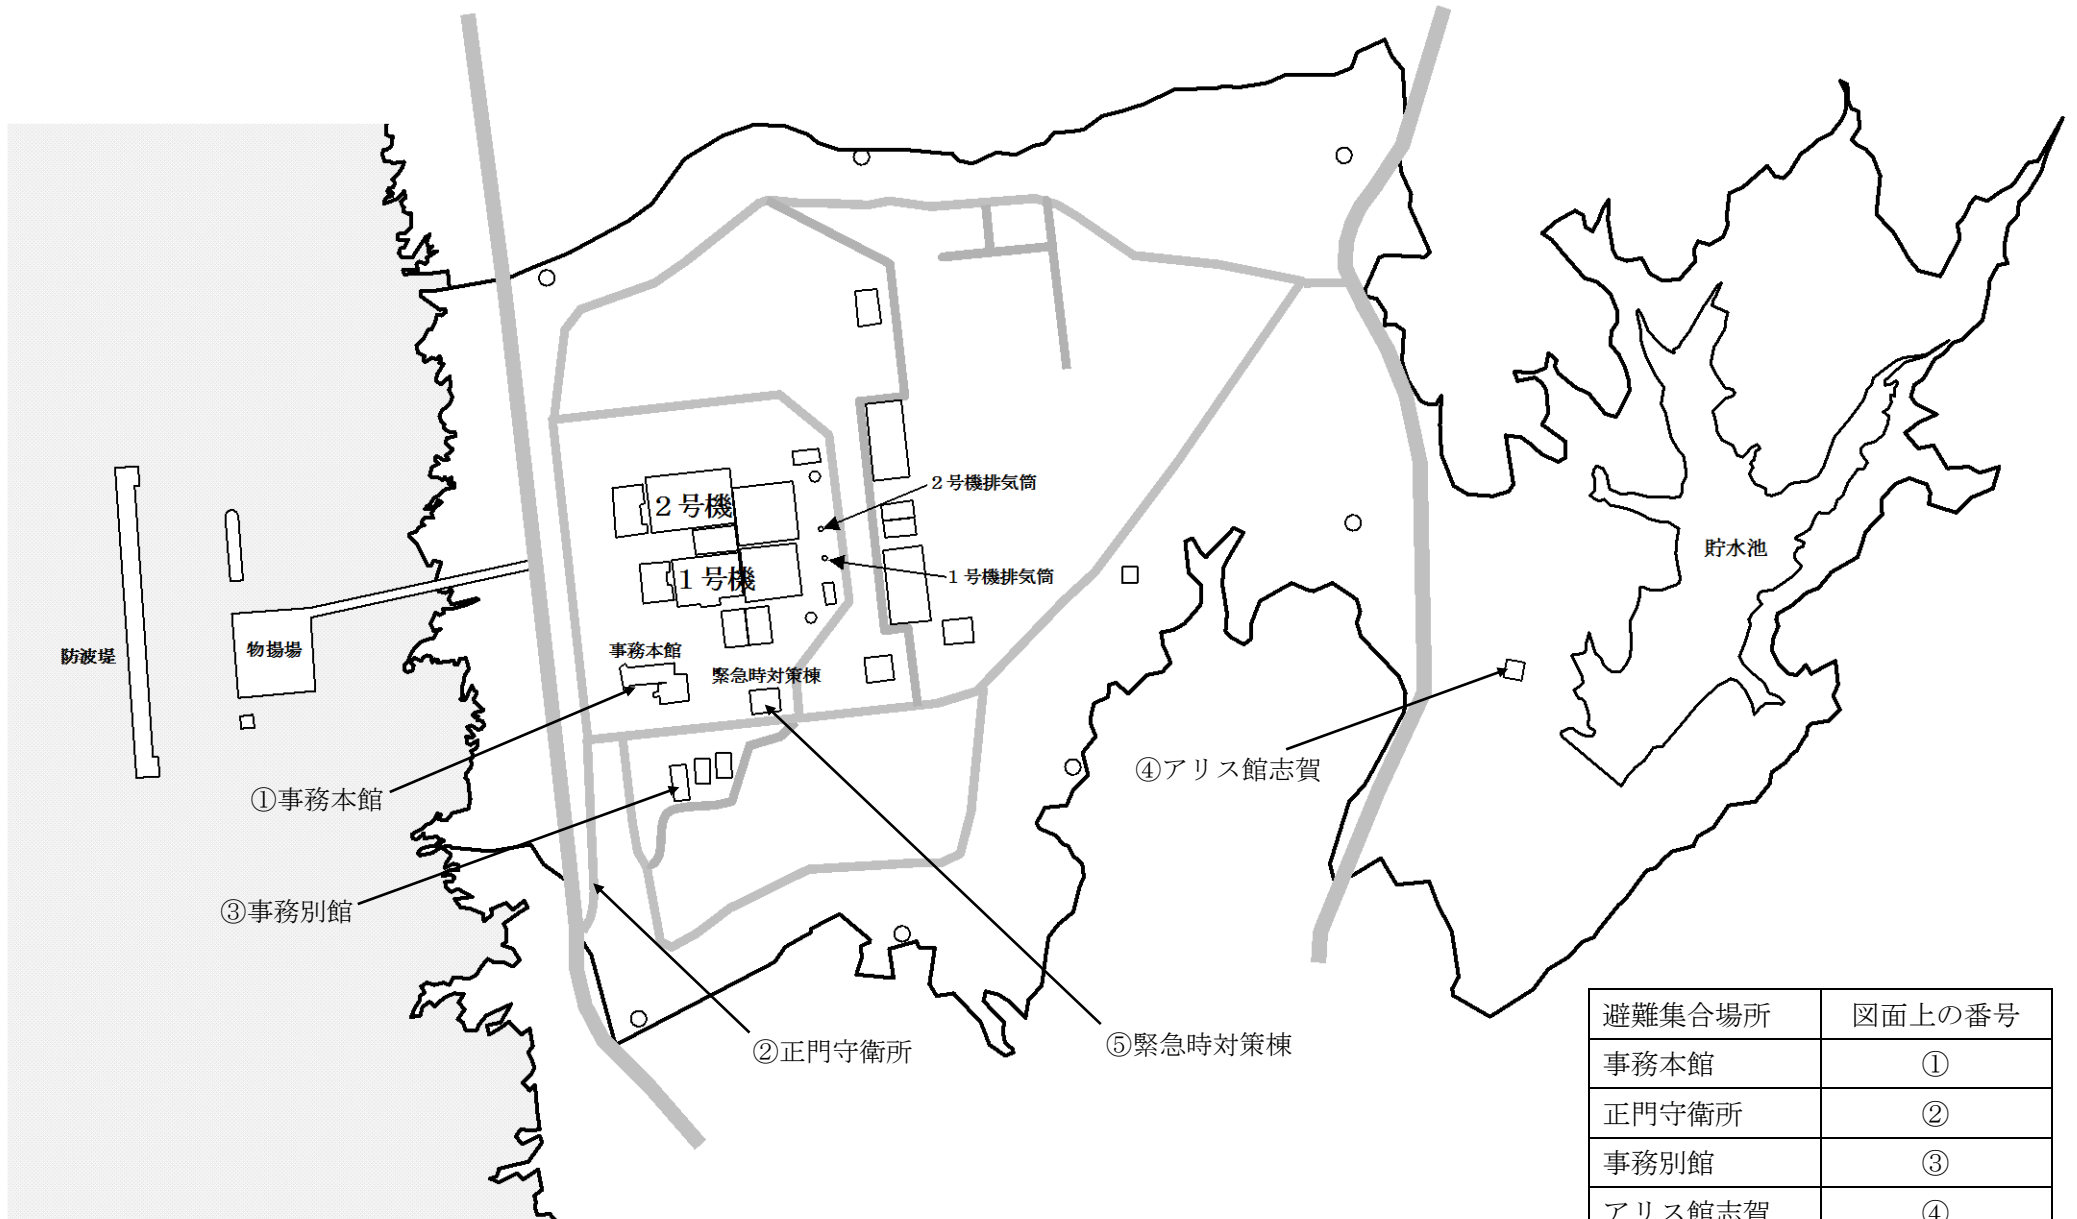 ２号機排気筒
２号機
貯水池
１号機排気筒
１号機
防波堤
物揚場
事務本館
緊急時対策棟
④アリス館志賀
①事務本館
③事務別館
②正門守衛所
⑤緊急時対策棟
避難集合場所 図面上の番号
事務本館 ①
正門守衛所 ②
事務別館 ③
アリス館志賀 ④